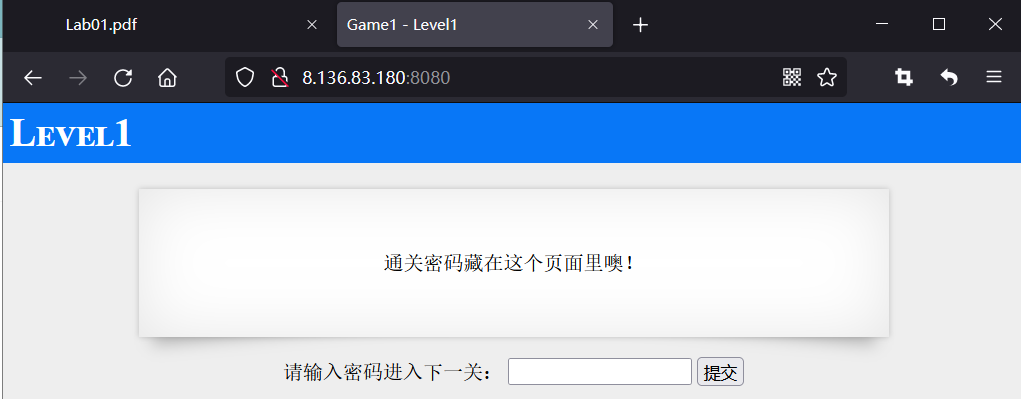 Lab01.pdf
Game1 - Level1
8.136.83.180:8080
LEVEL1
通关密码藏在这个页面里噢！
请输入密码进入下一关：
提交